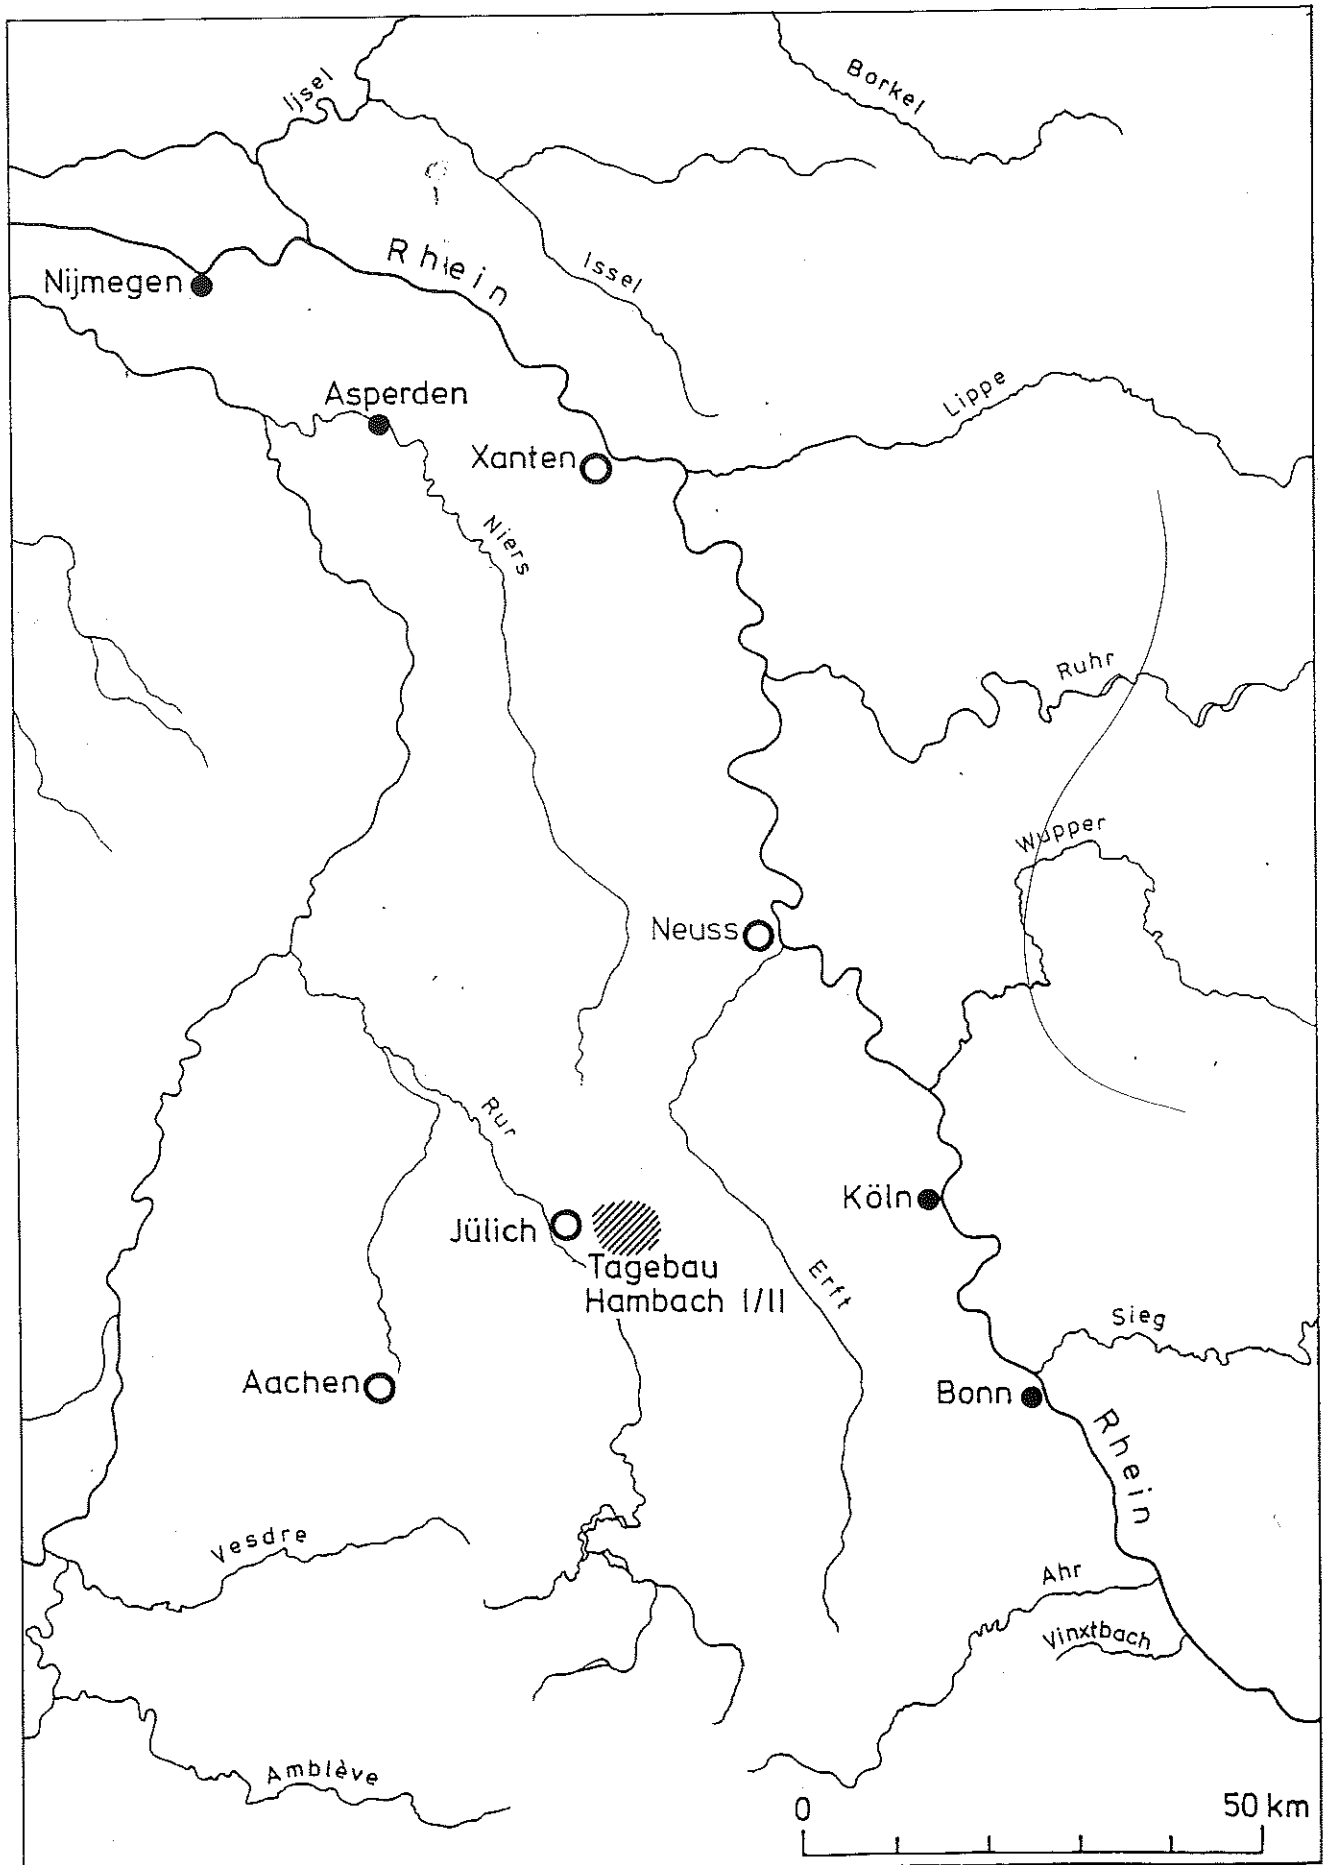 Borkel
Ijsel
Rhein
Issel
Nijmegen
Asperden
Lippe
Xanten
Niers
Ruhr
Wupper
Neuss
Rur
Köln
Jülich
Tagebau
Hambach I/II
Erft
Sieg
Aachen
Bonn
Rhein
Vesdre
Ahr
Vinxtbach
Amblève
0 50 km